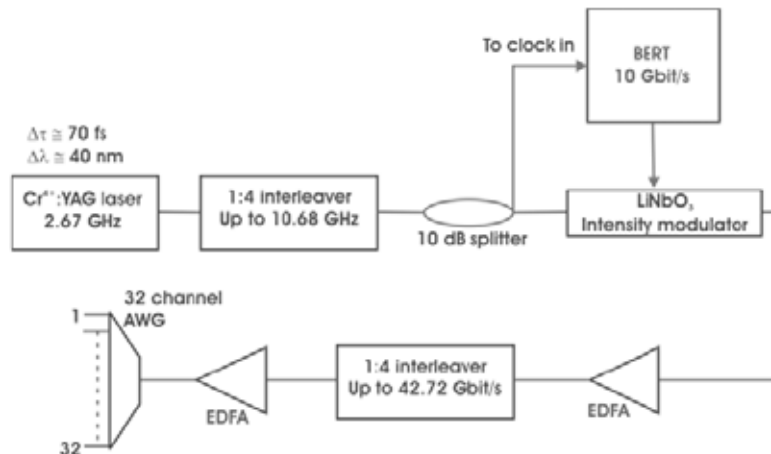 To clock in
BERT
10 Gbit/s
Δτ ≅ 70 fs
Δλ ≅ 40 nm
Cr⁴⁺:YAG laser
2.67 GHz
1:4 interleaver
Up to 10.68 GHz
10 dB splitter
LiNbO₃
Intensity modulator
32 channel
AWG
1
32
EDFA
1:4 interleaver
Up to 42.72 Gbit/s
EDFA